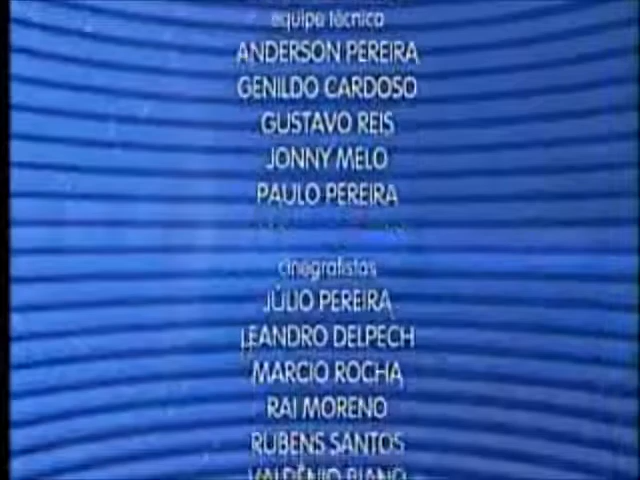 equipe técnica
ANDERSON PEREIRA
GENILDO CARDOSO
GUSTAVO REIS
JONNY MELO
PAULO PEREIRA
cinegrafistas
JÚLIO PEREIRA
LEANDRO DELPECH
MARCIO ROCHA
RAI MORENO
RUBENS SANTOS